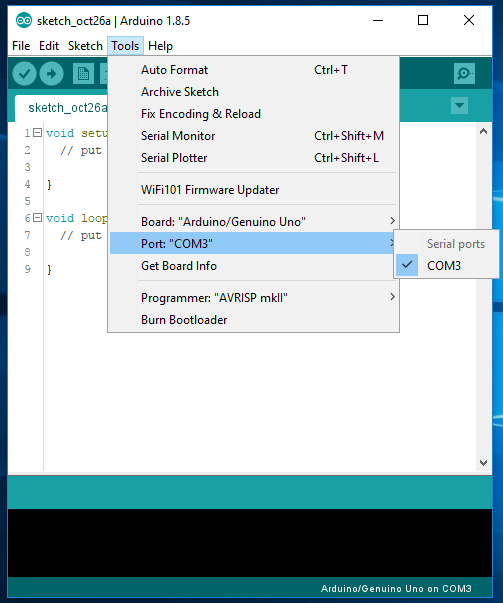 sketch_oct26a | Arduino 1.8.5
File Edit Sketch Tools Help
Auto Format Ctrl+T
Archive Sketch
Fix Encoding & Reload
Serial Monitor Ctrl+Shift+M
Serial Plotter Ctrl+Shift+L
WiFi101 Firmware Updater
Board: "Arduino/Genuino Uno"
Port: "COM3"
Get Board Info
Programmer: "AVRISP mkII"
Burn Bootloader
Serial ports
COM3
sketch_oct26a
1 void setu
2 // put
3
4 }
5
6 void loop
7 // put
8
9 }
Arduino/Genuino Uno on COM3